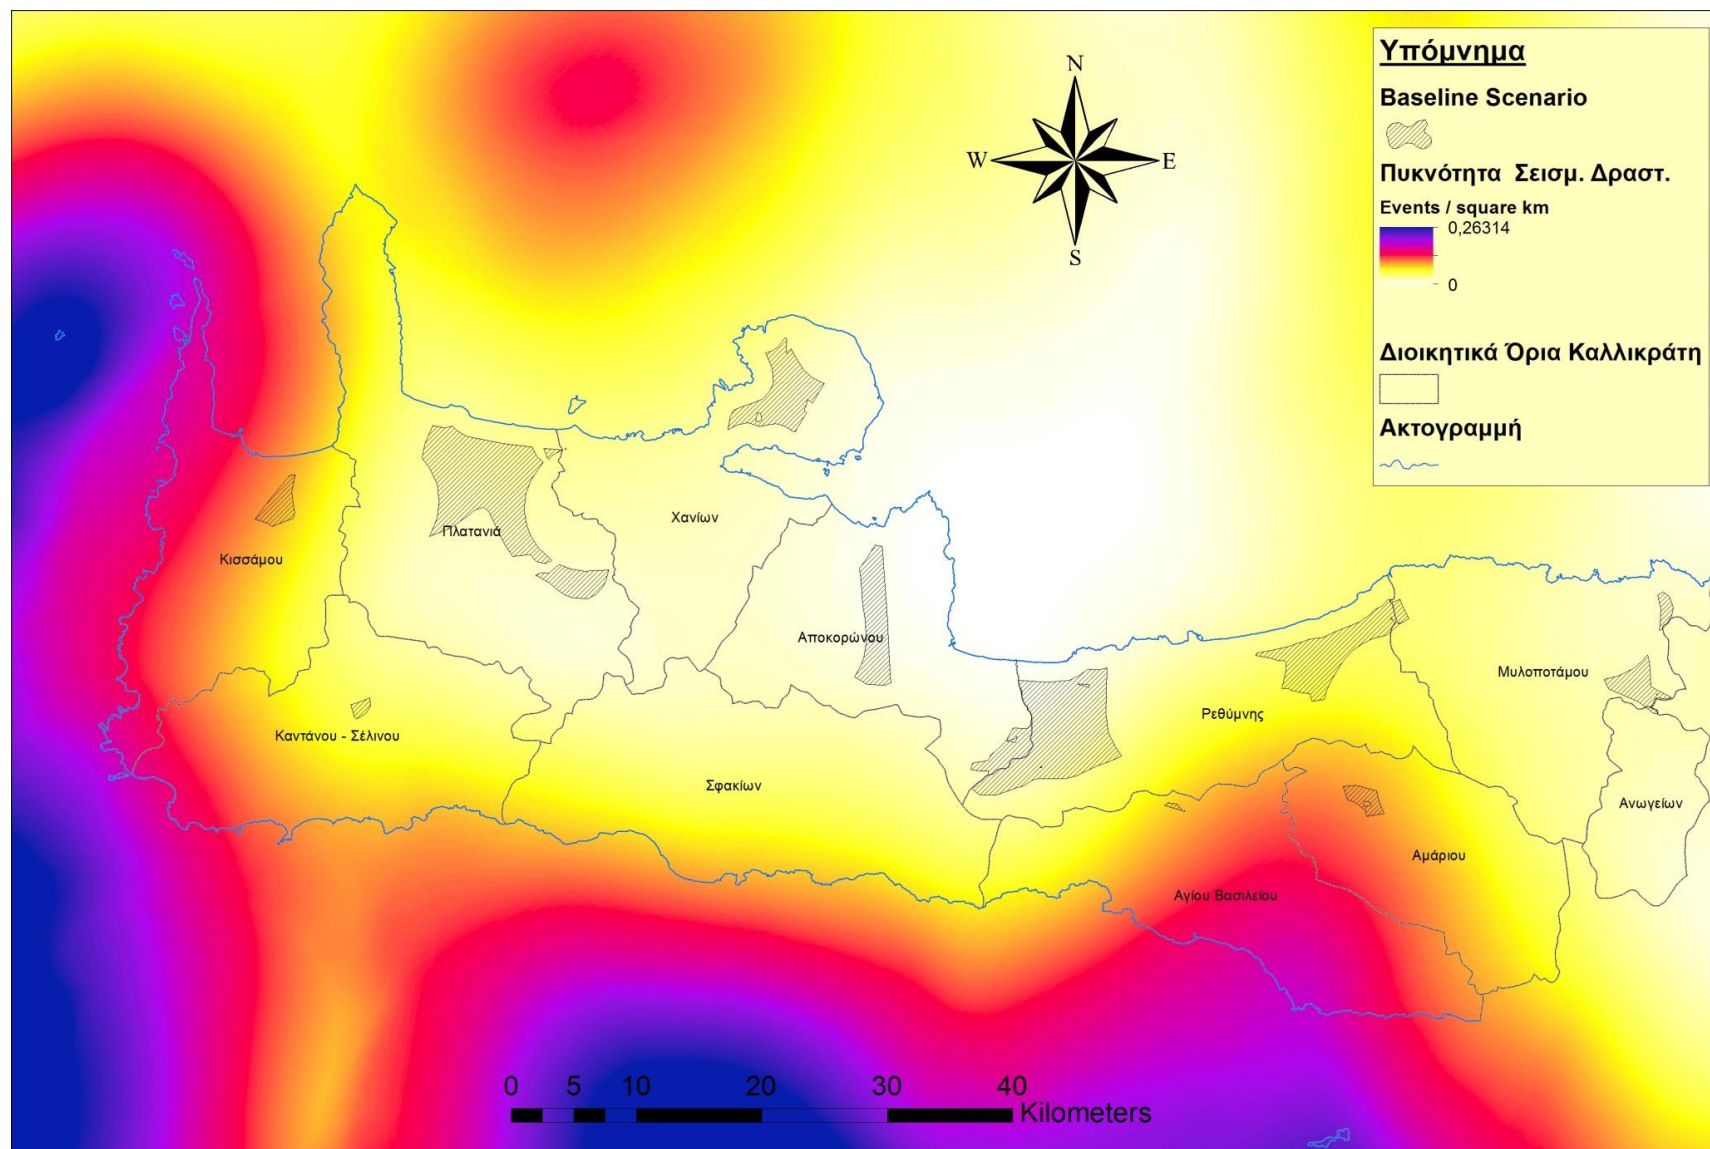 N
W E
S
Υπόμνημα
Baseline Scenario
Πυκνότητα Σεισμ. Δραστ.
Events / square km
0,26314
0
Διοικητικά Όρια Καλλικράτη
Ακτογραμμή
Χανίων
Πλατανιά
Κισσάμου
Αποκορώνου
Μυλοποτάμου
Ρεθύμνης
Καντάνου - Σέλινου
Σφακίων
Ανωγείων
Αμάριου
Αγίου Βασιλείου
0 5 10 20 30 40
Kilometers